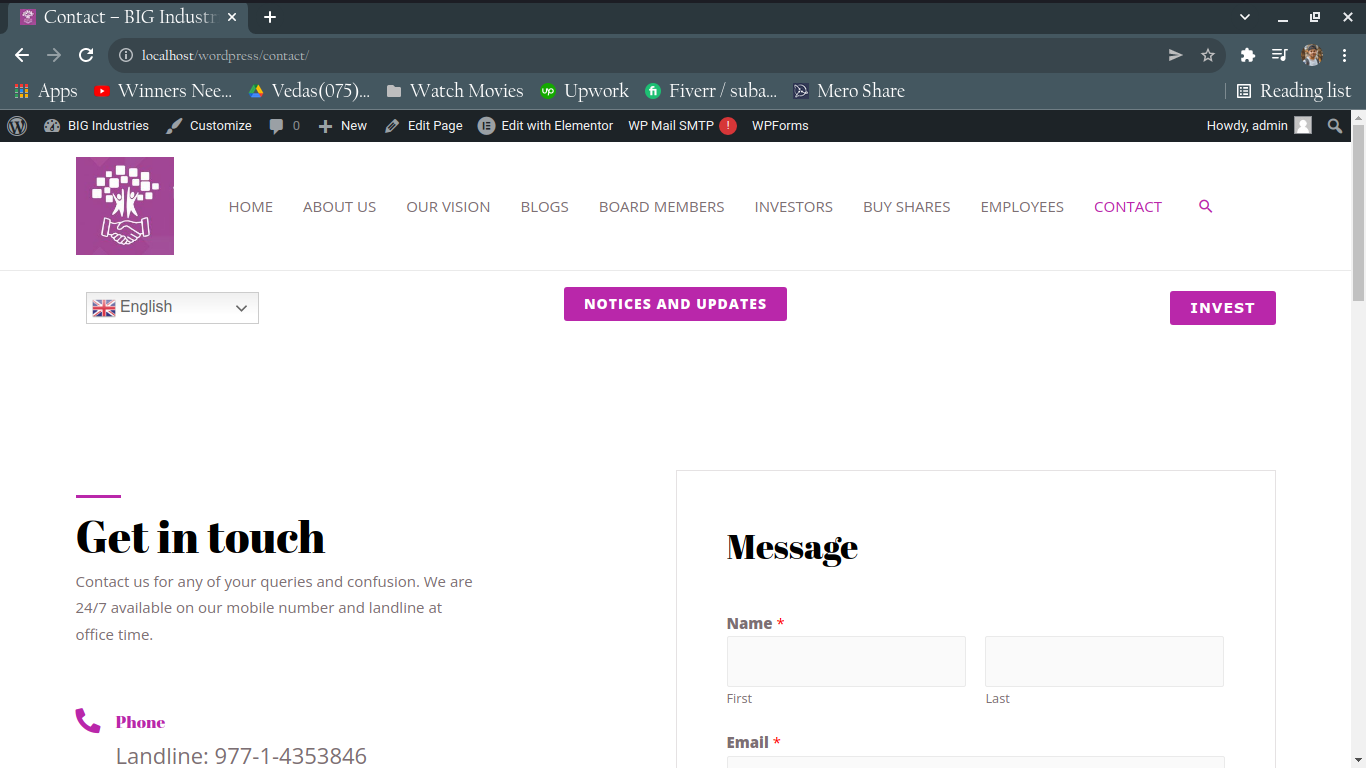 Contact – BIG Industr
localhost/wordpress/contact/
Apps Winners Nee... Vedas(075)... Watch Movies Upwork Fiverr / suba... Mero Share Reading list
BIG Industries Customize 0 New Edit Page Edit with Elementor WP Mail SMTP ! WPForms Howdy, admin
HOME ABOUT US OUR VISION BLOGS BOARD MEMBERS INVESTORS BUY SHARES EMPLOYEES CONTACT
English NOTICES AND UPDATES INVEST
Get in touch
Contact us for any of your queries and confusion. We are
24/7 available on our mobile number and landline at
office time.
Phone
Landline: 977-1-4353846
Message
Name *
First Last
Email *